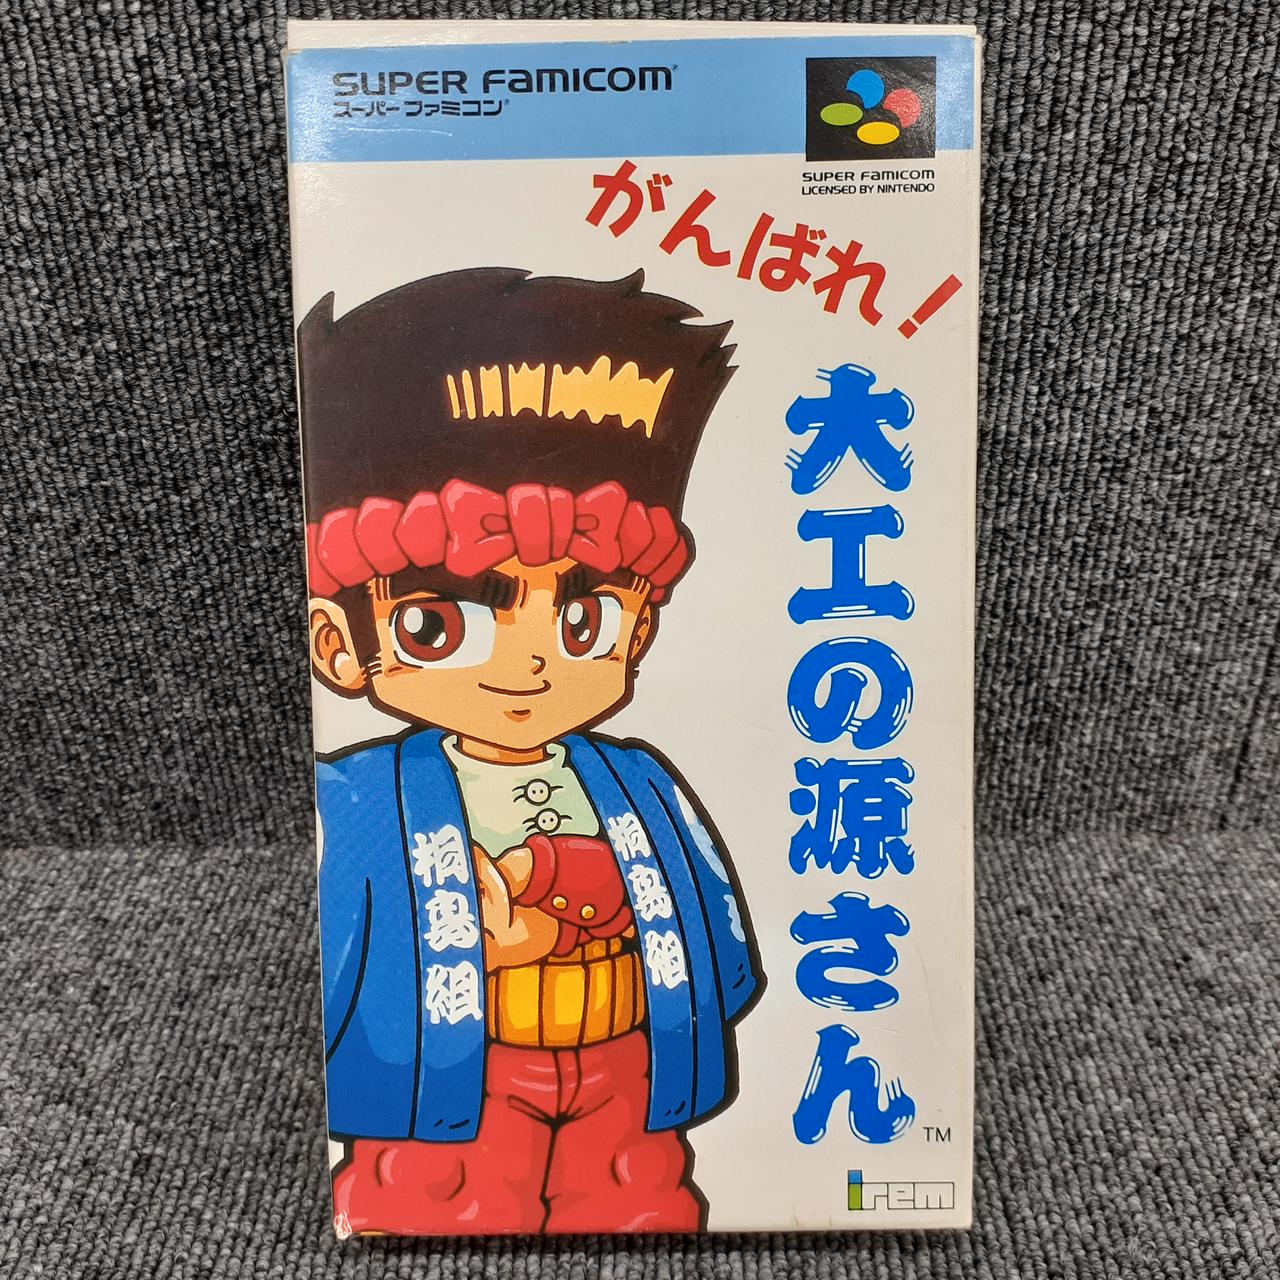 SUPER FAMICOM®
スーパーファミコン®
SUPER FAMICOM
LICENSED BY NINTENDO
がんばれ!
大工の源さん
TM
桐島組
桐島組
irem